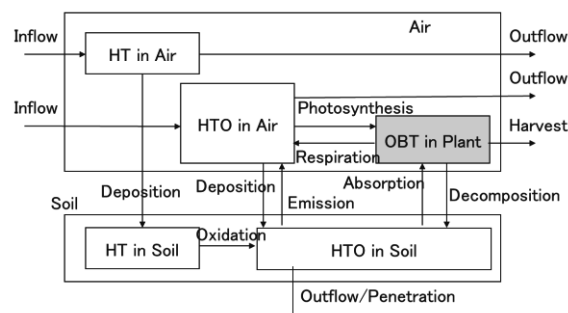 Air
Inflow
HT in Air
Outflow
Outflow
Inflow
HTO in Air
Photosynthesis
OBT in Plant
Harvest
Respiration
Deposition
Deposition
Emission
Absorption
Decomposition
Soil
HT in Soil
Oxidation
HTO in Soil
Outflow/Penetration